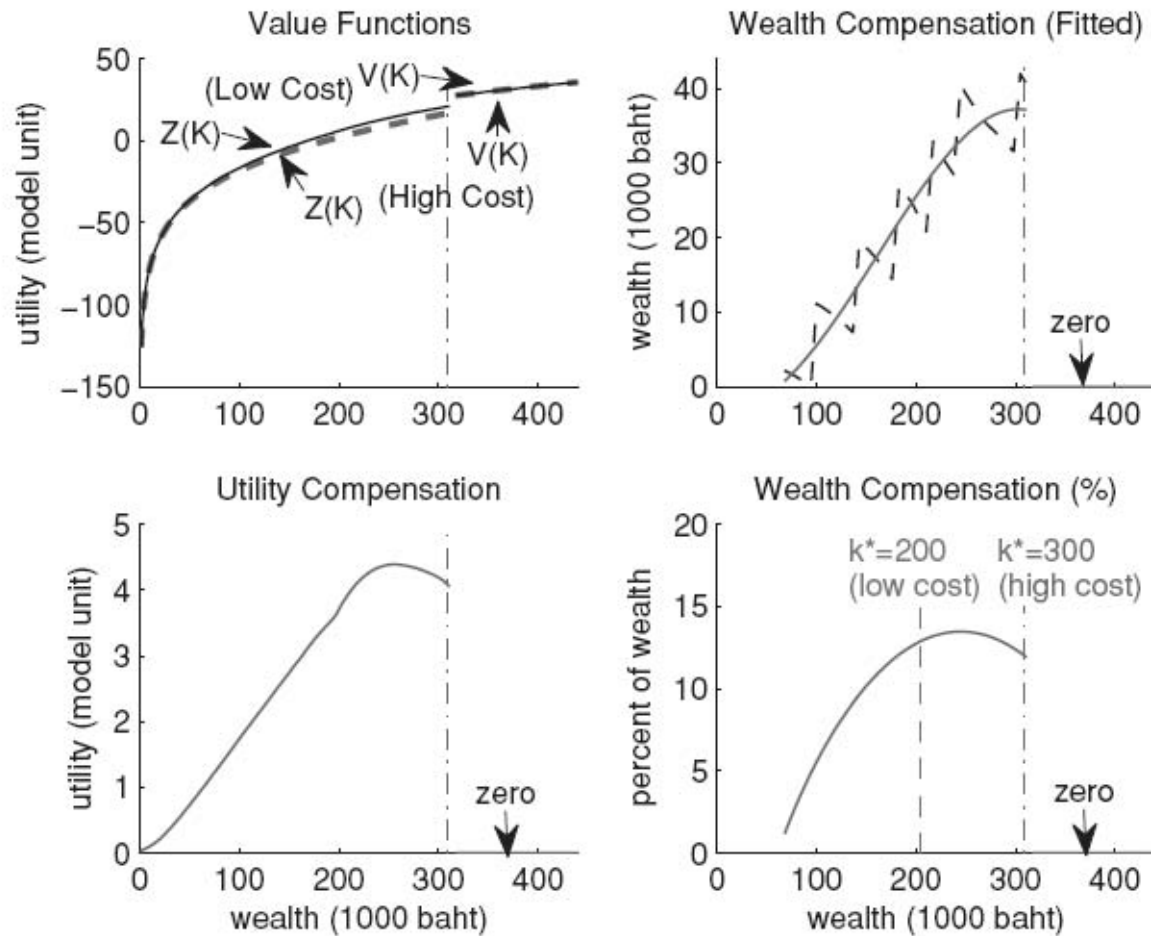 Value Functions
utility (model unit)
50
0
−50
−100
−150
0
100
200
300
400
(Low Cost)
V(K)
Z(K)
V(K)
Z(K)
(High Cost)
Wealth Compensation (Fitted)
wealth (1000 baht)
40
30
20
10
0
0
100
200
300
400
zero
Utility Compensation
utility (model unit)
5
4
3
2
1
0
0
100
200
300
400
zero
wealth (1000 baht)
Wealth Compensation (%)
percent of wealth
20
15
10
5
0
0
100
200
300
400
k*=200
(low cost)
k*=300
(high cost)
zero
wealth (1000 baht)